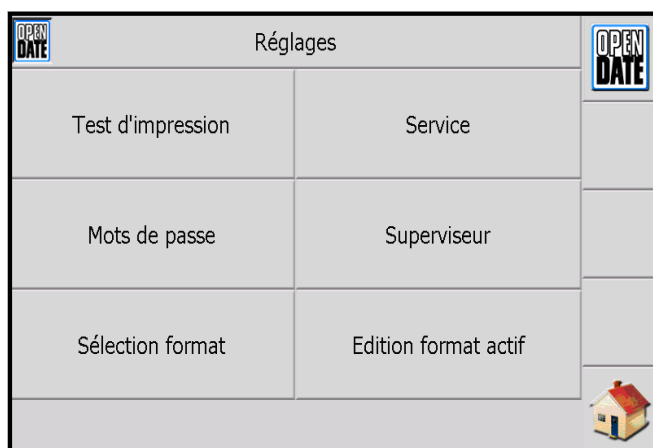 OPEN
DATE
Réglages
OPEN
DATE
Test d'impression
Service
Mots de passe
Superviseur
Sélection format
Edition format actif